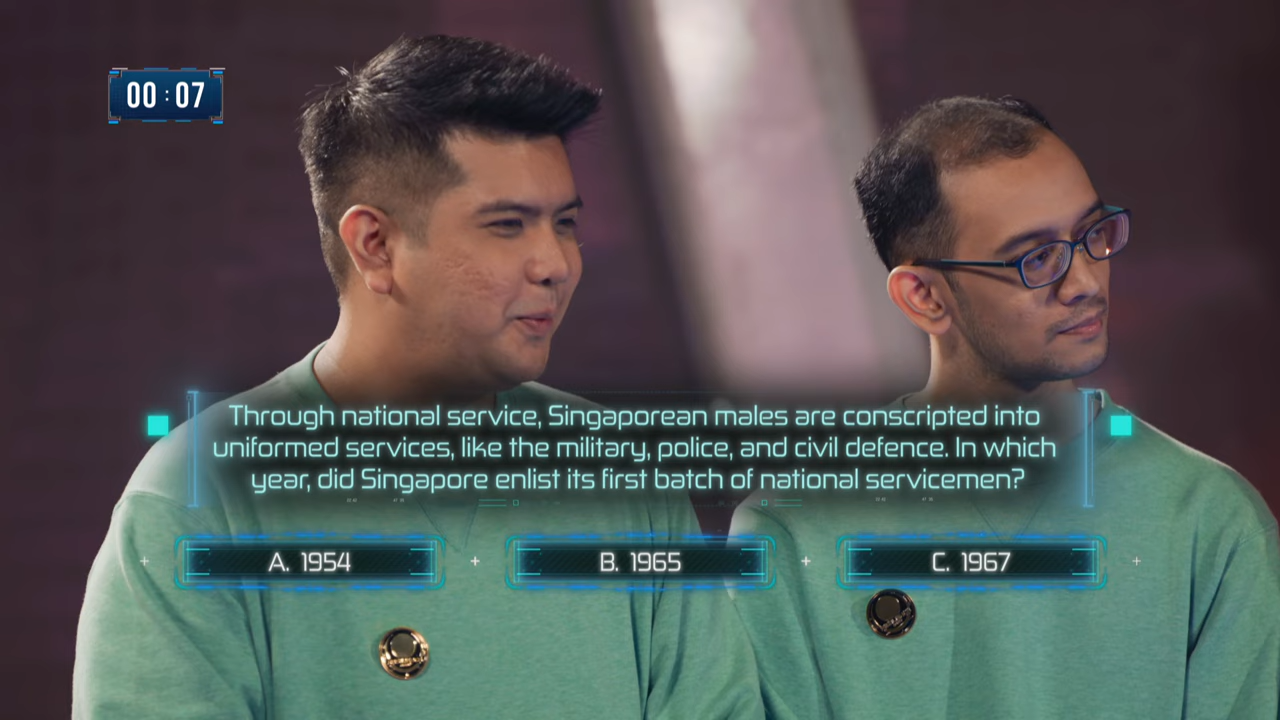 00 : 07
Through national service, Singaporean males are conscripted into
uniformed services, like the military, police, and civil defence. In which
year, did Singapore enlist its first batch of national servicemen?
A. 1954
B. 1965
C. 1967